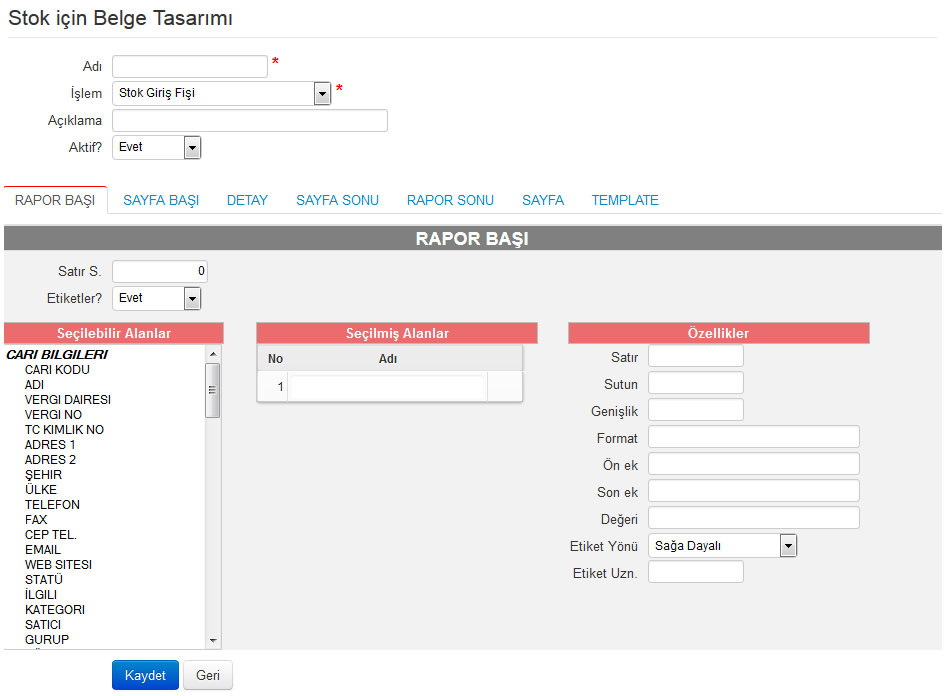 Stok için Belge Tasarımı
Adı *
İşlem Stok Giriş Fişi *
Açıklama
Aktif? Evet
RAPOR BAŞI SAYFA BAŞI DETAY SAYFA SONU RAPOR SONU SAYFA TEMPLATE
RAPOR BAŞI
Satır S. 0
Etiketler? Evet
Seçilebilir Alanlar
CARI BILGILERI
CARI KODU
ADI
VERGI DAIRESI
VERGI NO
TC KIMLIK NO
ADRES 1
ADRES 2
ŞEHIR
ÜLKE
TELEFON
FAX
CEP TEL.
EMAIL
WEB SITESI
STATÜ
İLGILI
KATEGORI
SATICI
GURUP
Seçilmiş Alanlar
No Adı
1
Özellikler
Satır
Sutun
Genişlik
Format
Ön ek
Son ek
Değeri
Etiket Yönü Sağa Dayalı
Etiket Uzn.
Kaydet Geri